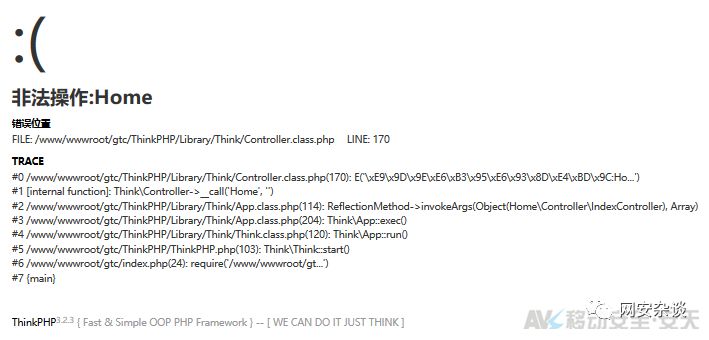 :(
非法操作:Home
错误位置
FILE: /www/wwwroot/gtc/ThinkPHP/Library/Think/Controller.class.php LINE: 170
TRACE
#0 /www/wwwroot/gtc/ThinkPHP/Library/Think/Controller.class.php(170): E('\xE9\x9D\x9E\xE6\xB3\x95\xE6\x93\x8D\xE4\xBD\x9C:Ho...')
#1 [internal function]: Think\Controller->__call('Home', '')
#2 /www/wwwroot/gtc/ThinkPHP/Library/Think/App.class.php(114): ReflectionMethod->invokeArgs(Object(Home\Controller\IndexController), Array)
#3 /www/wwwroot/gtc/ThinkPHP/Library/Think/App.class.php(204): Think\App::exec()
#4 /www/wwwroot/gtc/ThinkPHP/Library/Think/Think.class.php(120): Think\App::run()
#5 /www/wwwroot/gtc/ThinkPHP/ThinkPHP.php(103): Think\Think::start()
#6 /www/wwwroot/gtc/index.php(24): require('/www/wwwroot/gt...')
#7 {main}
ThinkPHP3.2.3 { Fast & Simple OOP PHP Framework } -- [ WE CAN DO IT JUST THINK ]
网安杂谈
AVL移动安全·安天